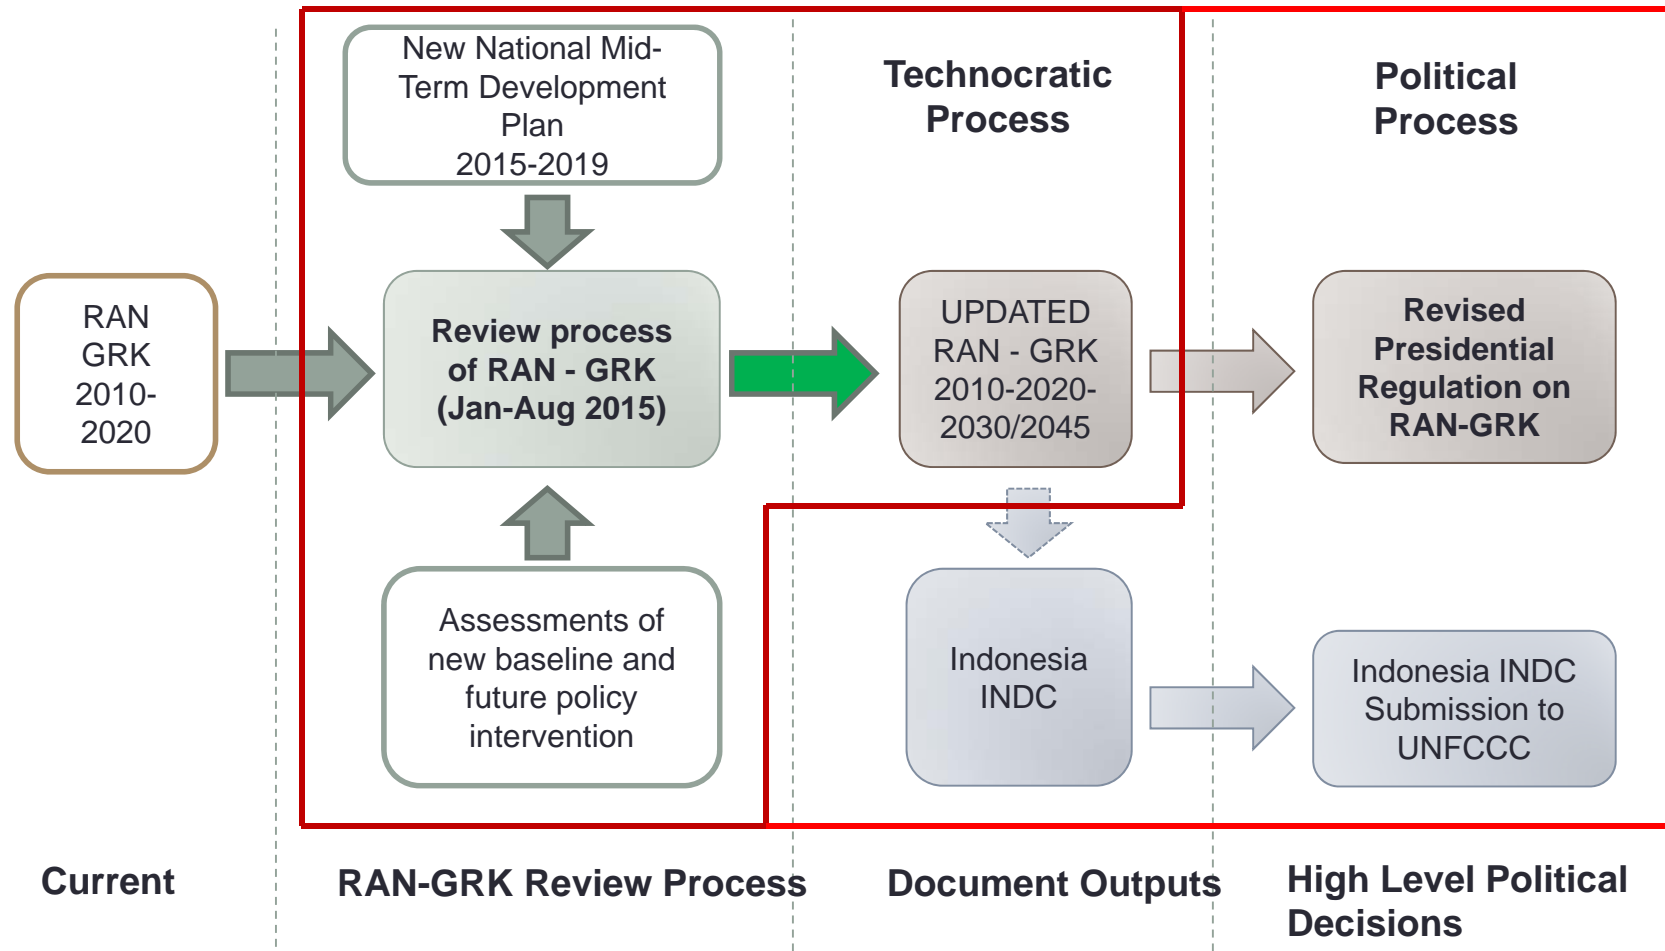 New National Mid-
Term Development
Plan
2015-2019
Technocratic
Process
Political
Process
RAN
GRK
2010-
2020
Review process
of RAN - GRK
(Jan-Aug 2015)
UPDATED
RAN - GRK
2010-2020-
2030/2045
Revised
Presidential
Regulation on
RAN-GRK
Assessments of
new baseline and
future policy
intervention
Indonesia
INDC
Indonesia INDC
Submission to
UNFCCC
Current
RAN-GRK Review Process
Document Outputs
High Level Political
Decisions